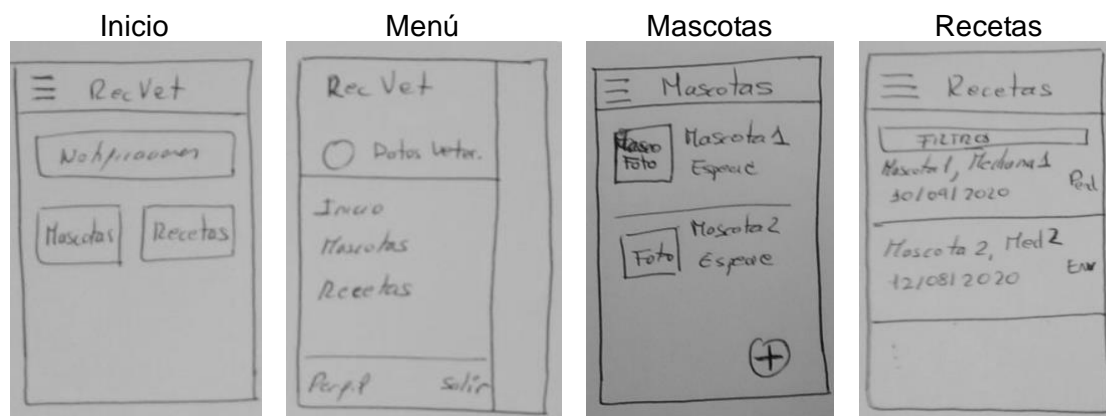 Inicio
Menú
Mascotas
Recetas
RecVet
Notificaciones
Mascotas
Recetas
Rec Vet
Datos Veter.
Inicio
Mascotas
Recetas
Perfil
Salir
Mascotas
Foto
Mascota 1
Especie
Foto
Mascota 2
Especie
+
Recetas
FILTROS
Mascota 1, Medicina 1
30/09/2020
Pend
Mascota 2, Med 2
12/08/2020
Env